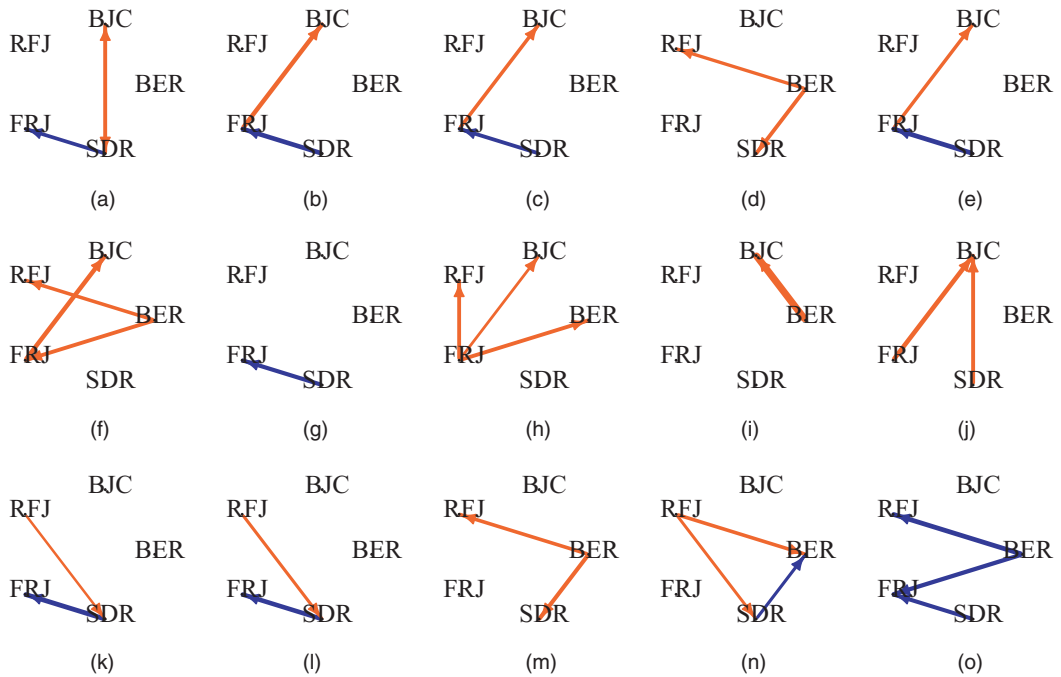 BJC BJC BJC BJC BJC
RFJ RFJ RFJ RFJ RFJ
BER BER BER BER BER
FRJ FRJ FRJ FRJ FRJ
SDR SDR SDR SDR SDR
(a) (b) (c) (d) (e)
BJC BJC BJC BJC BJC
RFJ RFJ RFJ RFJ RFJ
BER BER BER BER BER
FRJ FRJ FRJ FRJ FRJ
SDR SDR SDR SDR SDR
(f) (g) (h) (i) (j)
BJC BJC BJC BJC BJC
RFJ RFJ RFJ RFJ RFJ
BER BER BER BER BER
FRJ FRJ FRJ FRJ FRJ
SDR SDR SDR SDR SDR
(k) (l) (m) (n) (o)